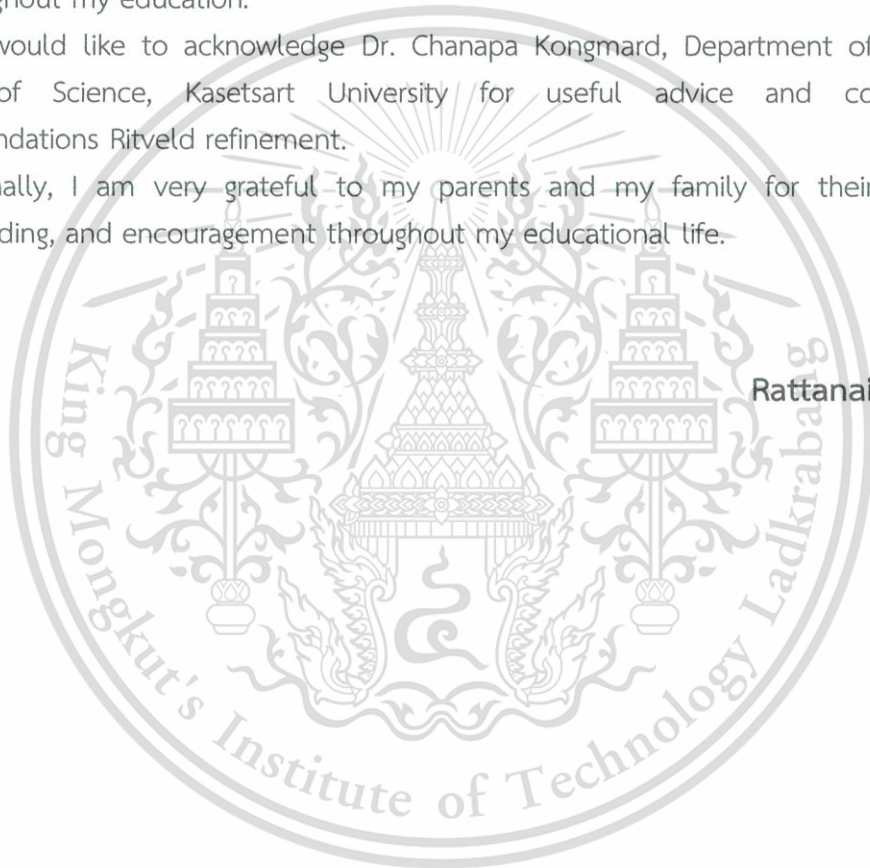 ghout my education.
would like to acknowledge Dr. Chanapa Kongmard, Department of
of Science, Kasetsart University for useful advice and co
ndations Ritveld refinement.
nally, I am very grateful to my parents and my family for their
ding, and encouragement throughout my educational life.
Rattanai
King Mongkut's Institute of Technology Ladkrabang